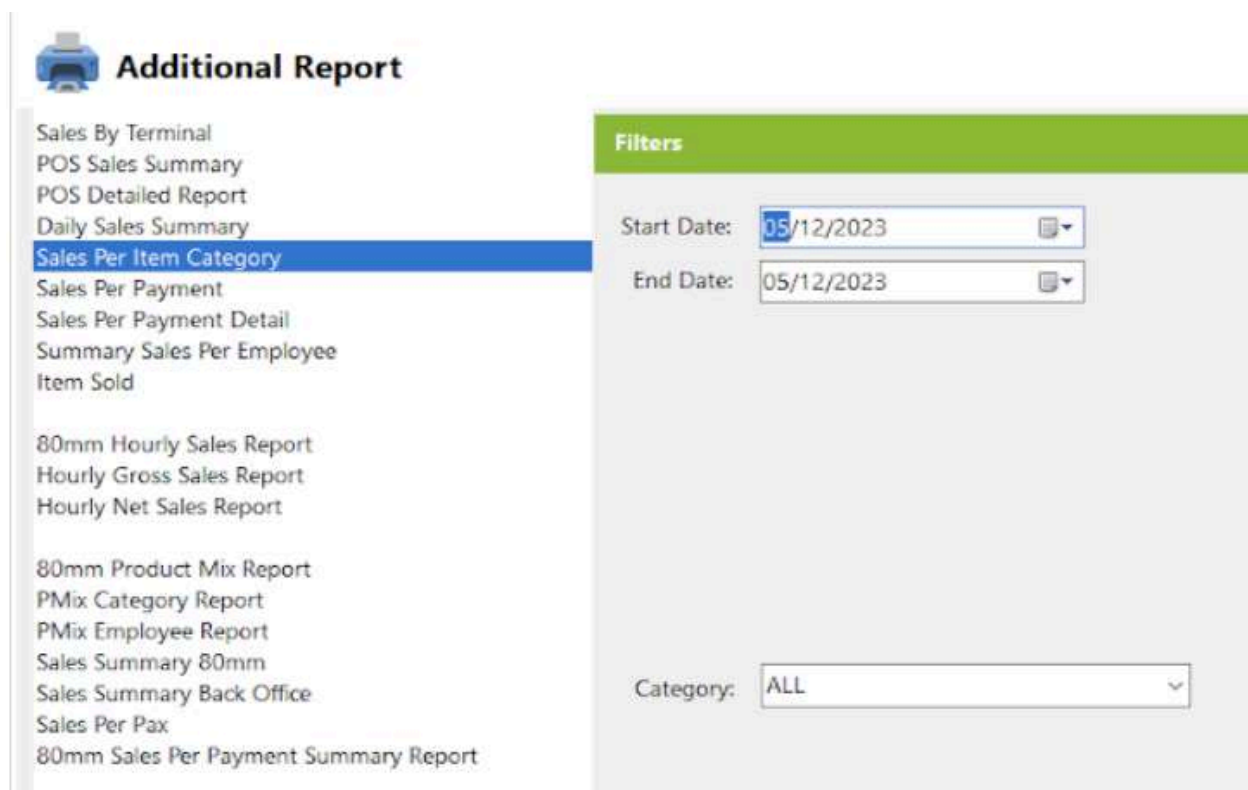 Additional Report
Sales By Terminal
POS Sales Summary
POS Detailed Report
Daily Sales Summary
Sales Per Item Category
Sales Per Payment
Sales Per Payment Detail
Summary Sales Per Employee
Item Sold
80mm Hourly Sales Report
Hourly Gross Sales Report
Hourly Net Sales Report
80mm Product Mix Report
PMix Category Report
PMix Employee Report
Sales Summary 80mm
Sales Summary Back Office
Sales Per Pax
80mm Sales Per Payment Summary Report
Filters
Start Date: 05/12/2023
End Date: 05/12/2023
Category: ALL